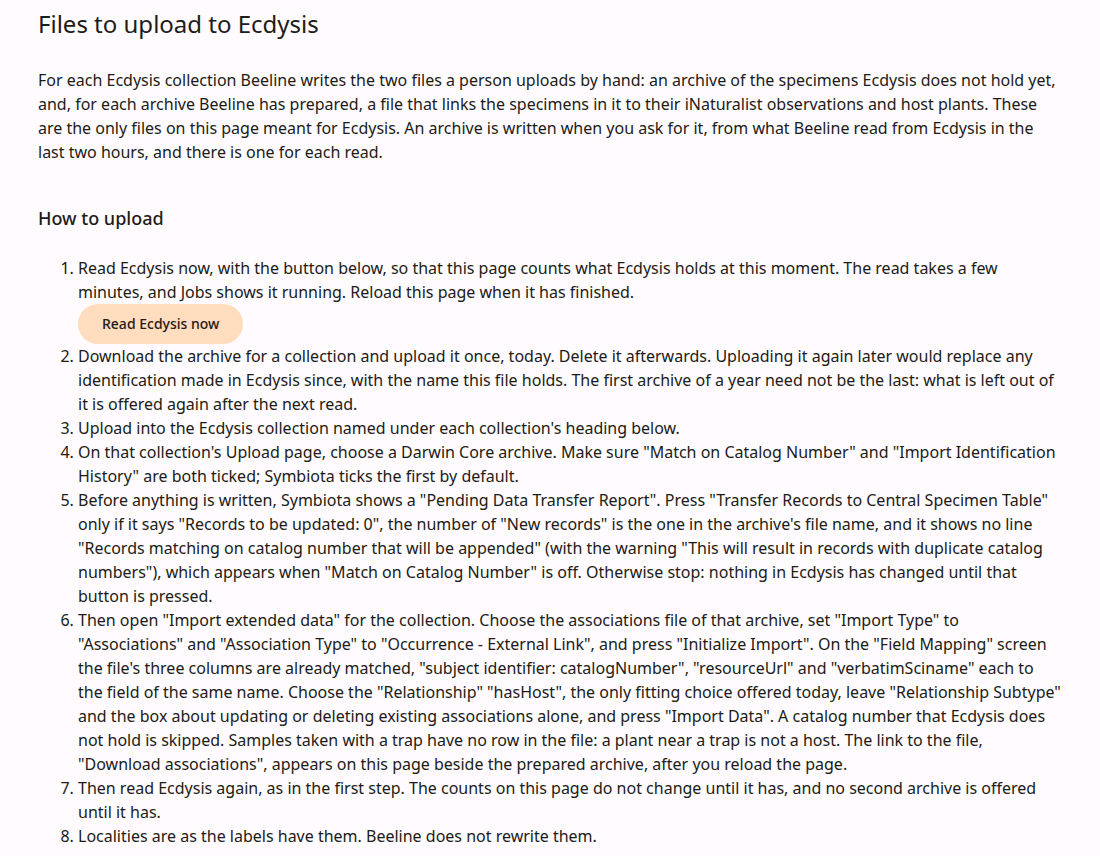 Files to upload to Ecdysis
For each Ecdysis collection Beeline writes the two files a person uploads by hand: an archive of the specimens Ecdysis does not hold yet,
and, for each archive Beeline has prepared, a file that links the specimens in it to their iNaturalist observations and host plants. These
are the only files on this page meant for Ecdysis. An archive is written when you ask for it, from what Beeline read from Ecdysis in the
last two hours, and there is one for each read.
How to upload
1. Read Ecdysis now, with the button below, so that this page counts what Ecdysis holds at this moment. The read takes a few
minutes, and Jobs shows it running. Reload this page when it has finished.
Read Ecdysis now
2. Download the archive for a collection and upload it once, today. Delete it afterwards. Uploading it again later would replace any
identification made in Ecdysis since, with the name this file holds. The first archive of a year need not be the last: what is left out of
it is offered again after the next read.
3. Upload into the Ecdysis collection named under each collection's heading below.
4. On that collection's Upload page, choose a Darwin Core archive. Make sure "Match on Catalog Number" and "Import Identification
History" are both ticked; Symbiota ticks the first by default.
5. Before anything is written, Symbiota shows a "Pending Data Transfer Report". Press "Transfer Records to Central Specimen Table"
only if it says "Records to be updated: 0", the number of "New records" is the one in the archive's file name, and it shows no line
"Records matching on catalog number that will be appended" (with the warning "This will result in records with duplicate catalog
numbers"), which appears when "Match on Catalog Number" is off. Otherwise stop: nothing in Ecdysis has changed until that
button is pressed.
6. Then open "Import extended data" for the collection. Choose the associations file of that archive, set "Import Type" to
"Associations" and "Association Type" to "Occurrence - External Link", and press "Initialize Import". On the "Field Mapping" screen
the file's three columns are already matched, "subject identifier: catalogNumber", "resourceUrl" and "verbatimSciname" each to
the field of the same name. Choose the "Relationship" "hasHost", the only fitting choice offered today, leave "Relationship Subtype"
and the box about updating or deleting existing associations alone, and press "Import Data". A catalog number that Ecdysis does
not hold is skipped. Samples taken with a trap have no row in the file: a plant near a trap is not a host. The link to the file,
"Download associations", appears on this page beside the prepared archive, after you reload the page.
7. Then read Ecdysis again, as in the first step. The counts on this page do not change until it has, and no second archive is offered
until it has.
8. Localities are as the labels have them. Beeline does not rewrite them.